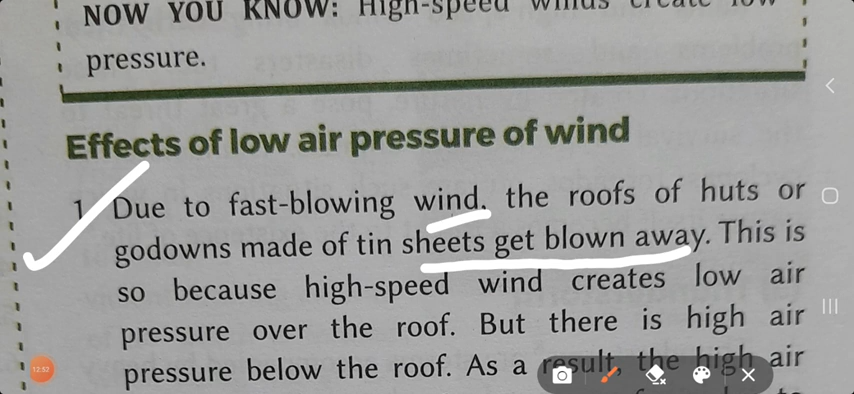 NOW YOU KNOW: High-speed winds create low
pressure.
Effects of low air pressure of wind
1 Due to fast-blowing wind, the roofs of huts or
godowns made of tin sheets get blown away. This is
so because high-speed wind creates low air
pressure over the roof. But there is high air
pressure below the roof. As a result, the high air
12:52